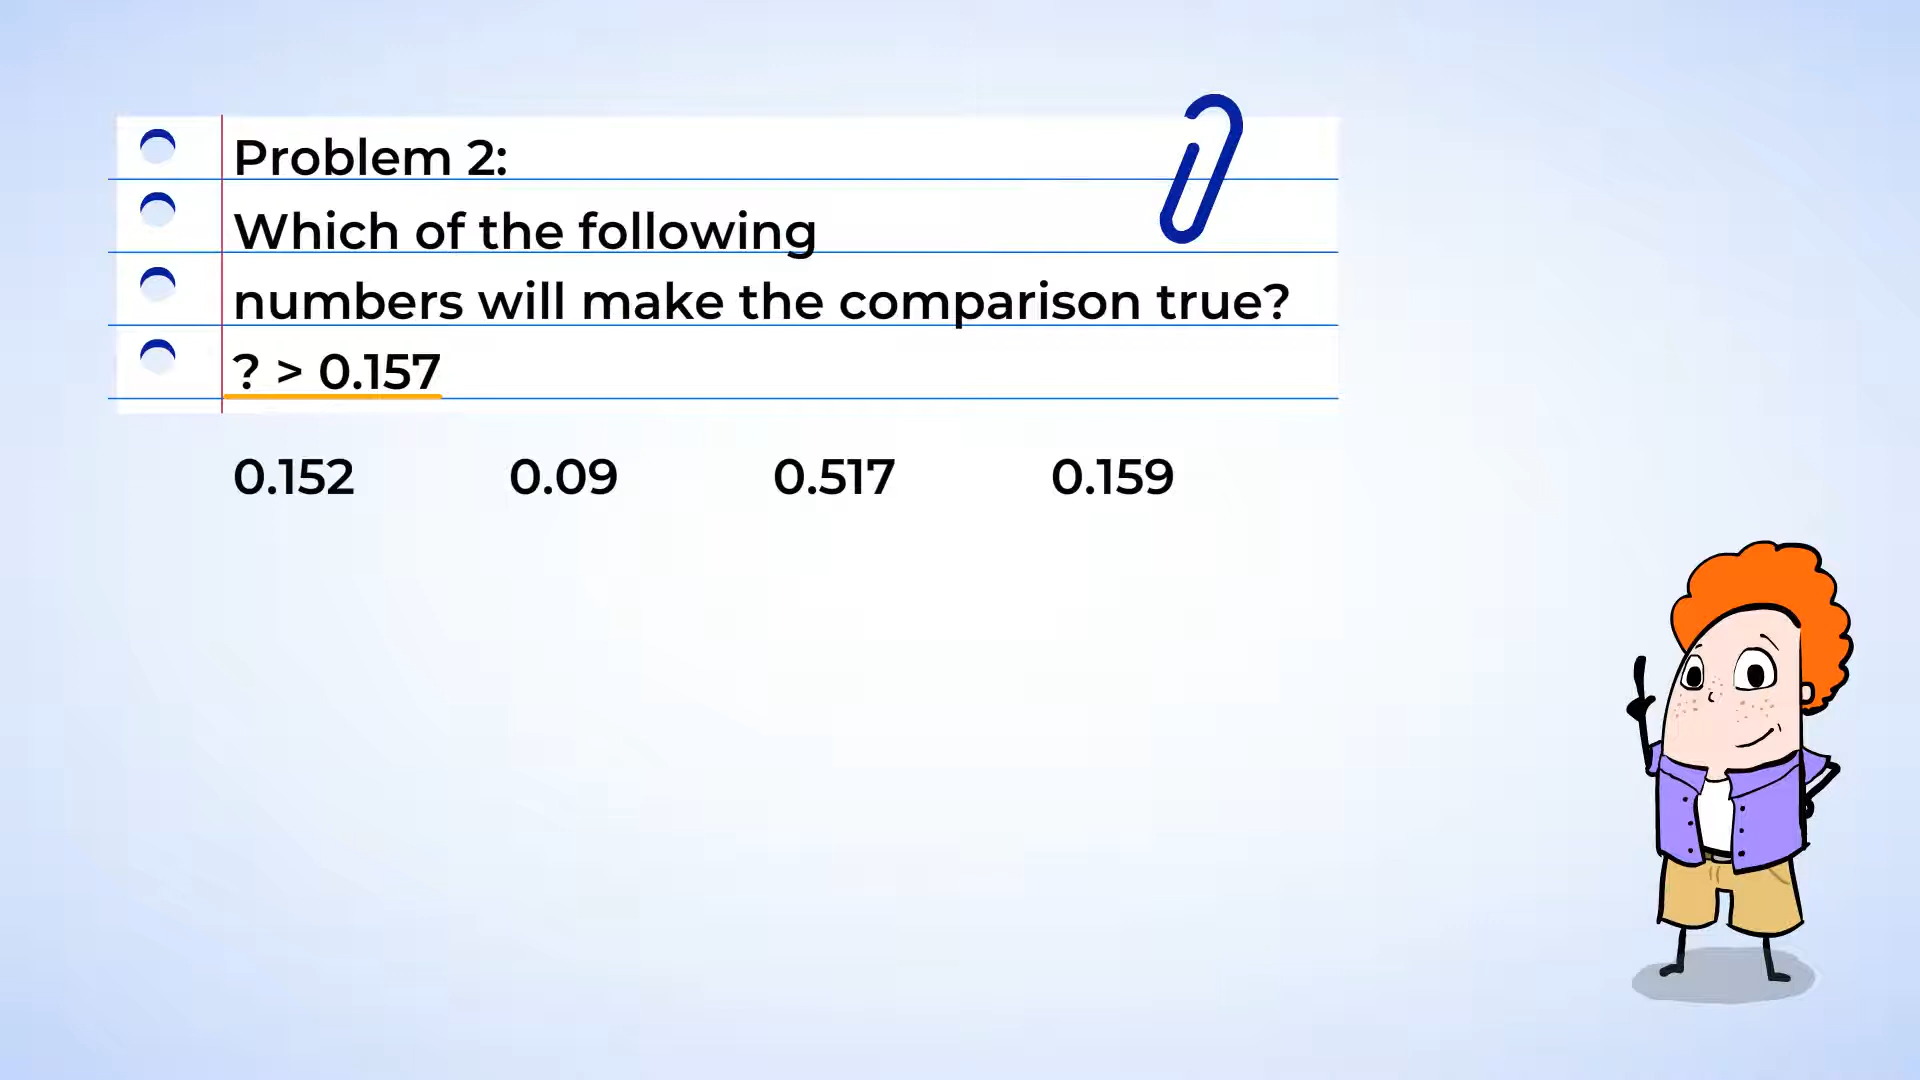 Problem 2:
Which of the following
numbers will make the comparison true?
? > 0.157
0.152 0.09 0.517 0.159